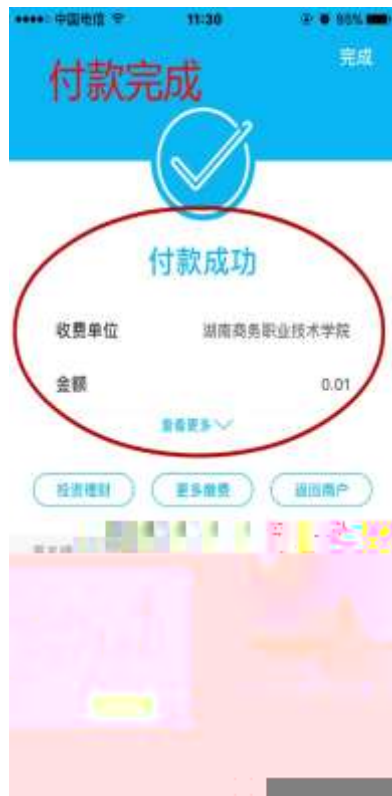 中国电信 11:30 95%
完成
付款完成
付款成功
收费单位 湖南商务职业技术学院
金额 0.01
查看更多
投资理财 更多缴费 返回商户